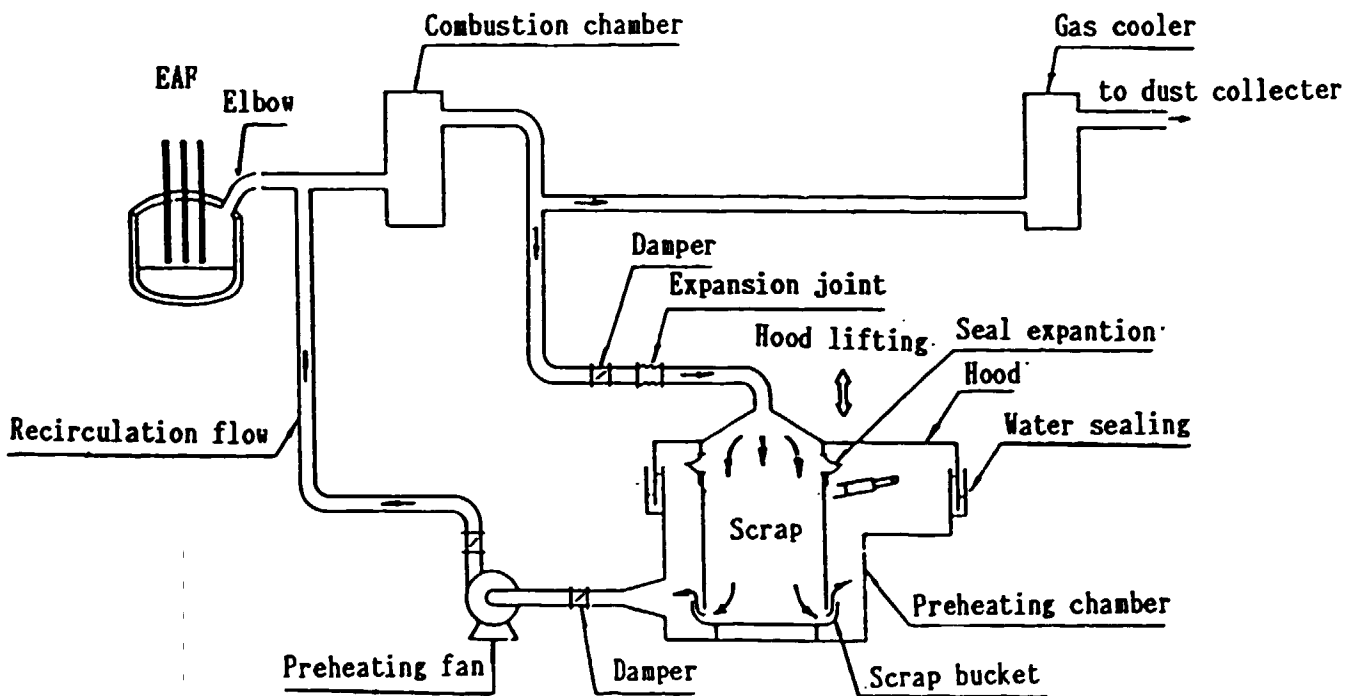 Combustion chamber
Gas cooler
EAF
Elbow
to dust collecter
Damper
Expansion joint
Hood lifting
Seal expantion
Hood
Water sealing
Recirculation flow
Scrap
Preheating chamber
Preheating fan
Damper
Scrap bucket